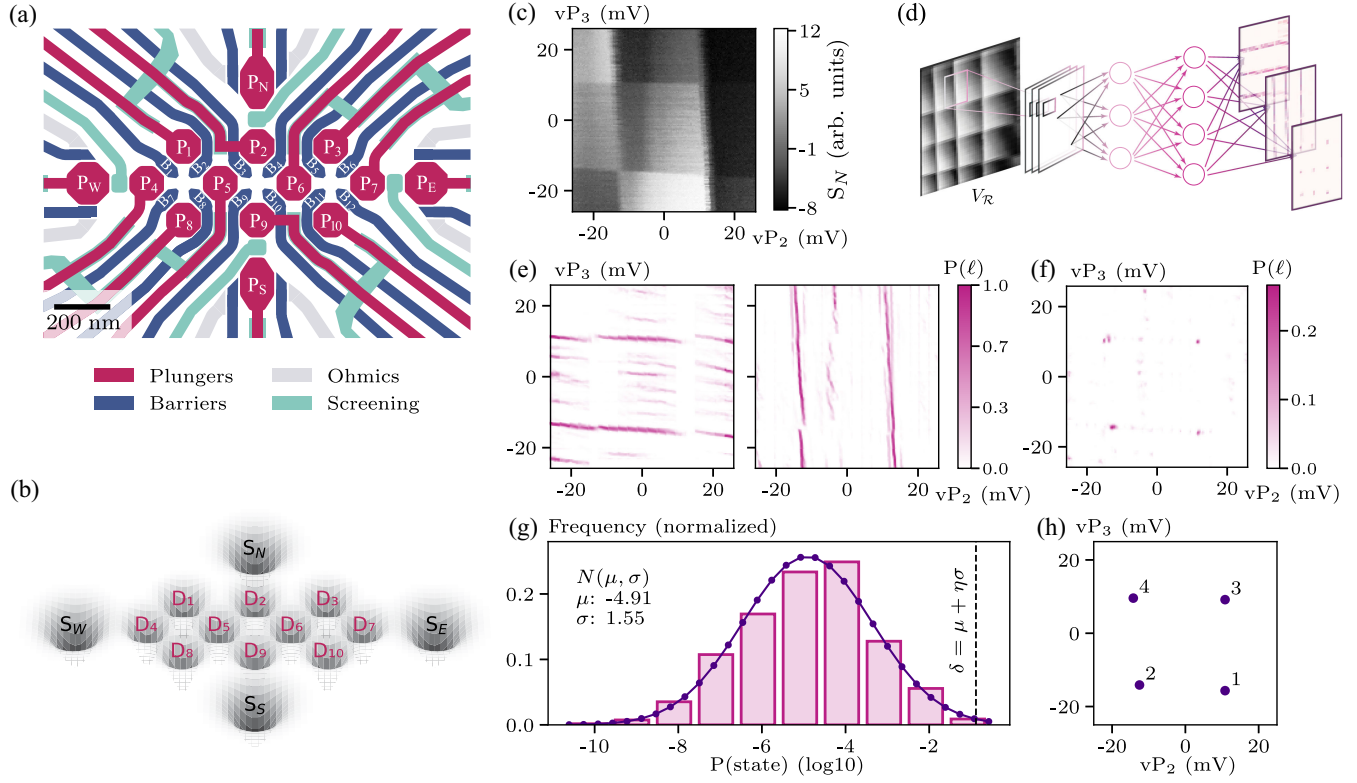 (a)
P_N
P_1
P_2
P_3
B_1
B_2
B_3
B_4
B_5
B_6
P_W
P_4
P_5
P_6
P_7
P_E
B_7
B_8
B_9
B_10
B_11
B_12
P_8
P_9
P_10
P_S
200 nm
Plungers
Ohmics
Barriers
Screening
(b)
S_N
D_1
D_2
D_3
S_W
D_4
D_5
D_6
D_7
S_E
D_8
D_9
D_10
S_S
(c)
vP_3 (mV)
20
0
-20
-20
0
20
vP_2 (mV)
12
5
-1
-8
S_N (arb. units)
(d)
V_ℛ
(e)
vP_3 (mV)
P(ℓ)
20
0
-20
-20
0
20
-20
0
20
vP_2 (mV)
1.0
0.7
0.3
0.0
(f)
vP_3 (mV)
P(ℓ)
20
0
-20
-20
0
20
vP_2 (mV)
0.2
0.1
0.0
(g)
Frequency (normalized)
0.2
0.1
0.0
N(μ, σ)
μ: -4.91
σ: 1.55
δ = μ + ησ
-10
-8
-6
-4
-2
P(state) (log10)
(h)
vP_3 (mV)
20
0
-20
4
3
2
1
-20
0
20
vP_2 (mV)